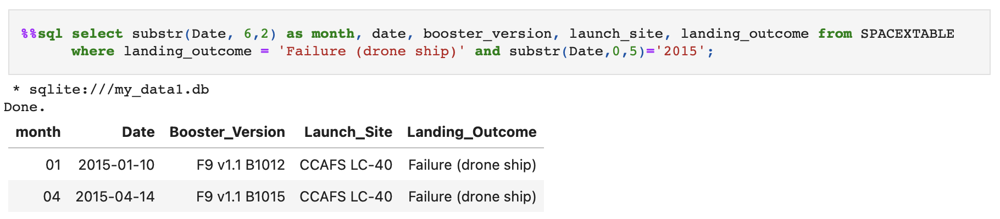 %%sql select substr(Date, 6,2) as month, date, booster_version, launch_site, landing_outcome from SPACEXTABLE
where landing_outcome = 'Failure (drone ship)' and substr(Date,0,5)='2015';
* sqlite:///my_data1.db
Done.
month Date Booster_Version Launch_Site Landing_Outcome
01 2015-01-10 F9 v1.1 B1012 CCAFS LC-40 Failure (drone ship)
04 2015-04-14 F9 v1.1 B1015 CCAFS LC-40 Failure (drone ship)